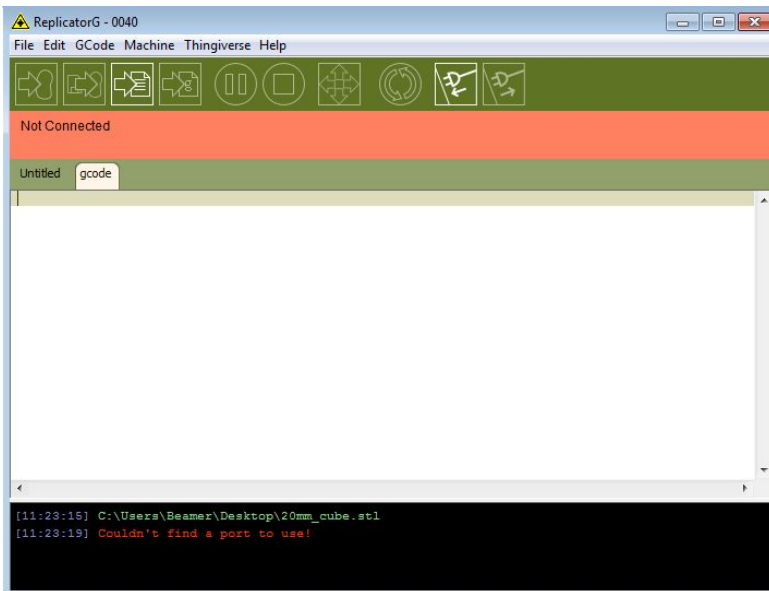 ReplicatorG - 0040
File Edit GCode Machine Thingiverse Help
Not Connected
Untitled gcode
[11:23:15] C:\Users\Beamer\Desktop\20mm_cube.stl
[11:23:19] Couldn't find a port to use!